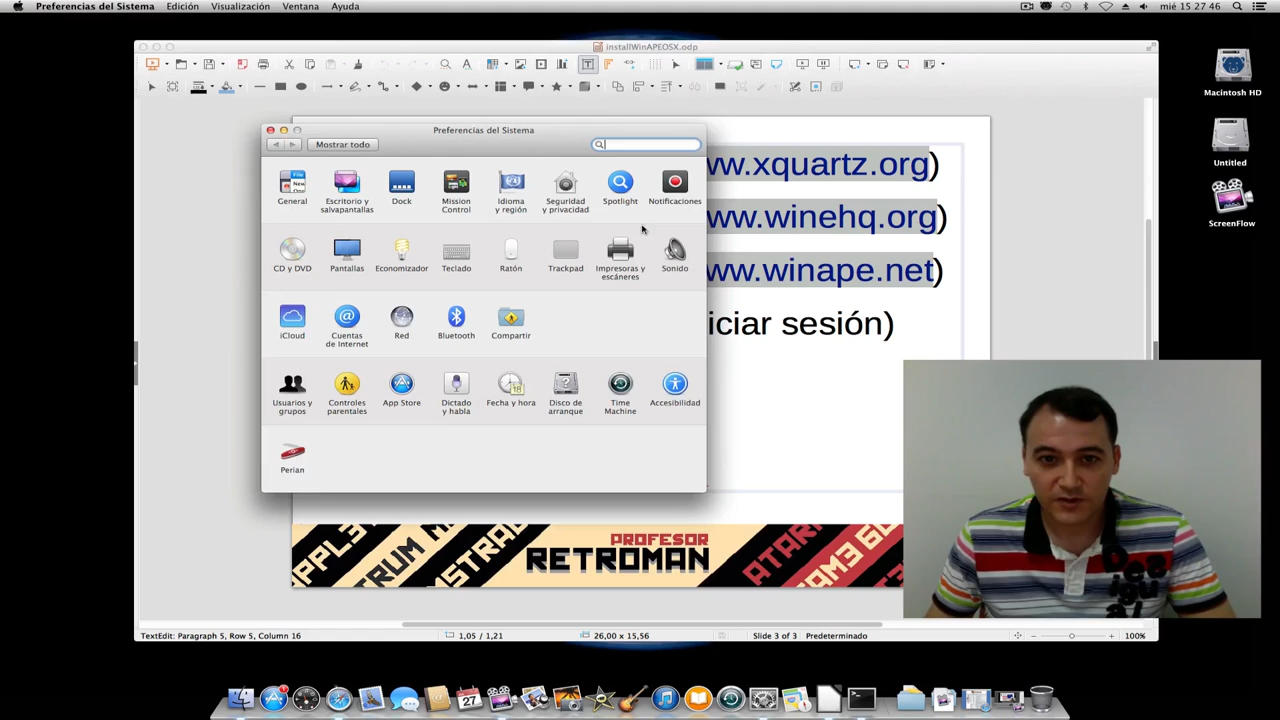 Preferencias del Sistema Edición Visualización Ventana Ayuda mié 15 27 46
installWinAPEOSX.odp
Macintosh HD
Untitled
ScreenFlow
Preferencias del Sistema
Mostrar todo
General
Escritorio y
salvapantallas
Dock
Mission
Control
Idioma
y región
Seguridad
y privacidad
Spotlight
Notificaciones
CD y DVD
Pantallas
Economizador
Teclado
Ratón
Trackpad
Impresoras y
escáneres
Sonido
iCloud
Cuentas
de Internet
Red
Bluetooth
Compartir
Usuarios y
grupos
Controles
parentales
App Store
Dictado
y habla
Fecha y hora
Disco de
arranque
Time
Machine
Accesibilidad
Perian
ww.xquartz.org)
ww.winehq.org)
ww.winape.net)
iciar sesión)
PROFESOR
RETROMAN
TextEdit: Paragraph 5, Row 5, Column 16 1,05 / 1,21 26,00 x 15,56 Slide 3 of 3 Predeterminado 100%
27